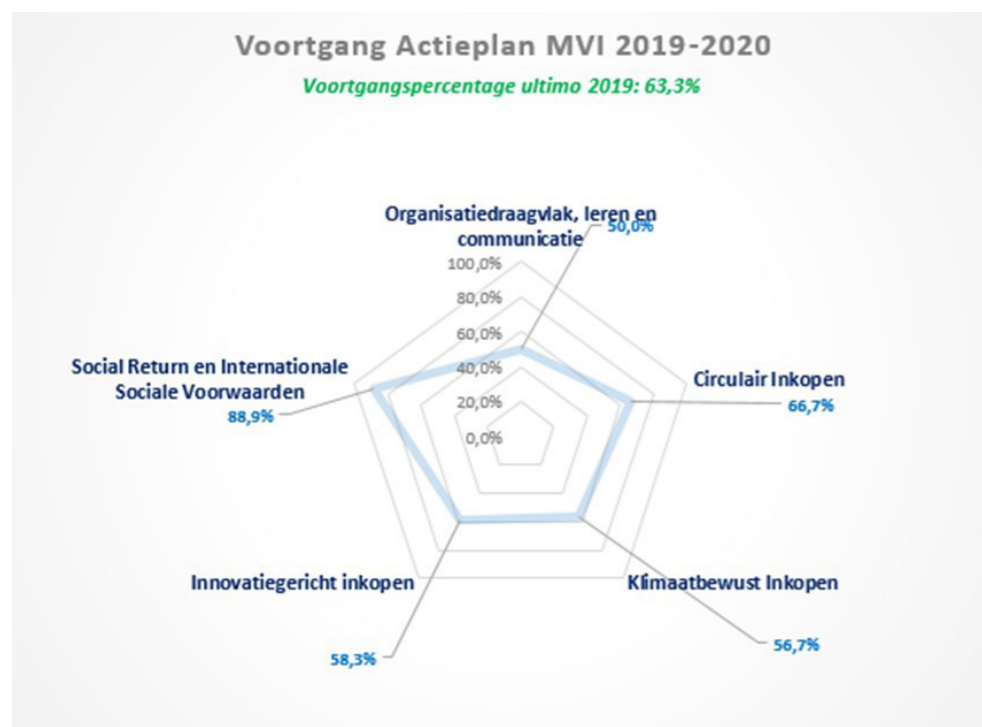 Voortgang Actieplan MVI 2019-2020
Voortgangspercentage ultimo 2019: 63,3%
Organisatiedraagvlak, leren en
communicatie
50,0%
100,0%
80,0%
60,0%
40,0%
20,0%
0,0%
Social Return en Internationale
Sociale Voorwaarden
88,9%
Circulair Inkopen
66,7%
Innovatiegericht inkopen
58,3%
Klimaatbewust Inkopen
56,7%